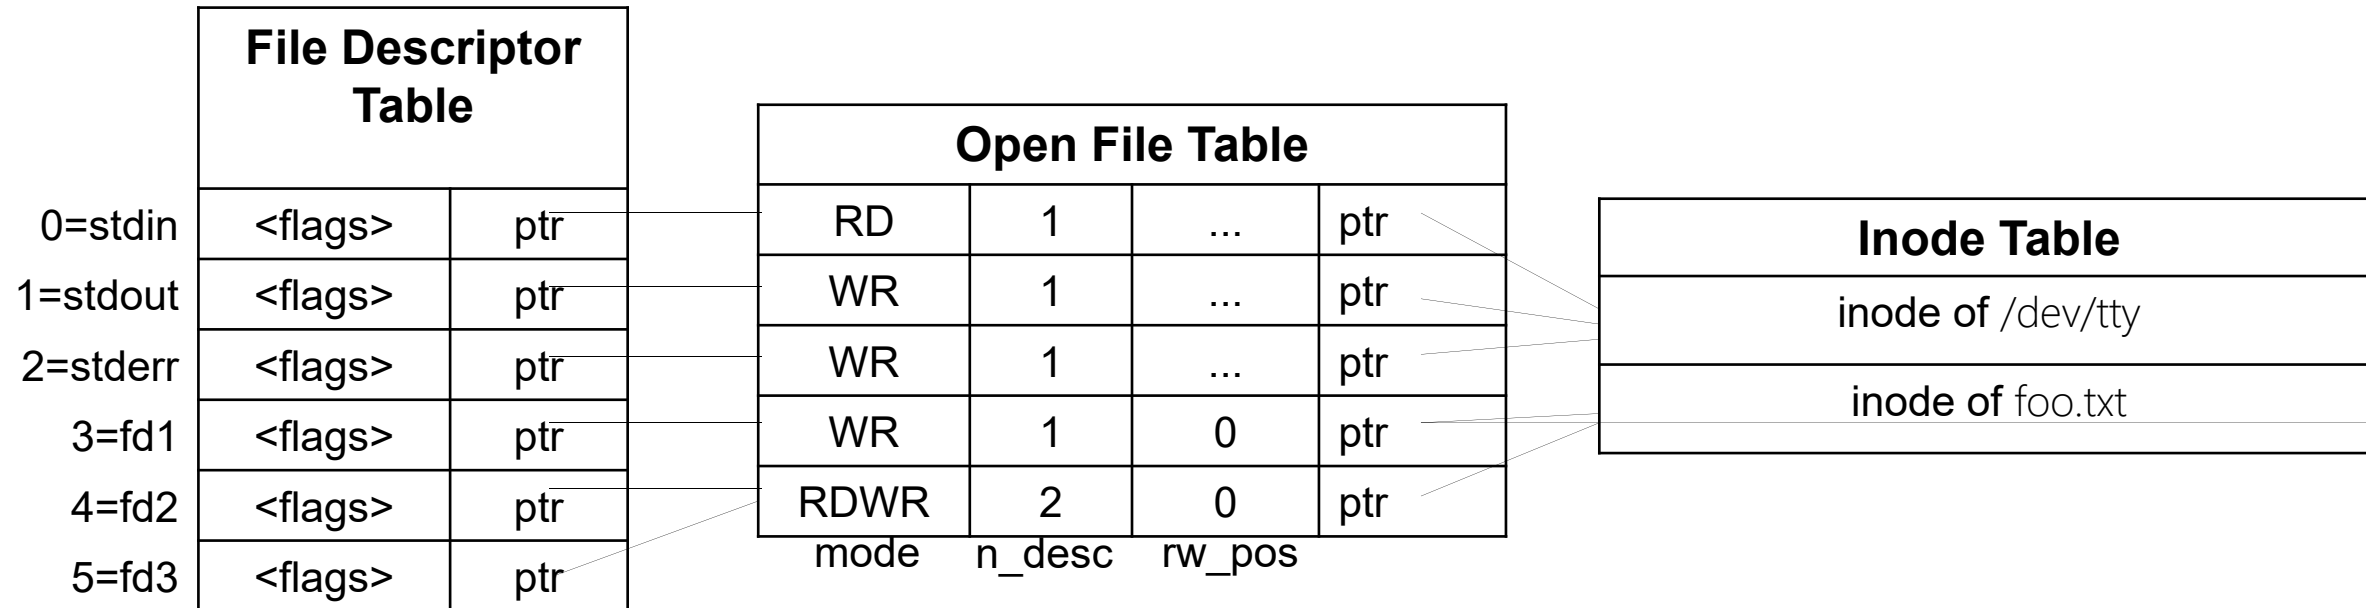 File Descriptor
Table
Open File Table
Inode Table
0=stdin <flags> ptr RD 1 ... ptr
1=stdout <flags> ptr WR 1 ... ptr inode of /dev/tty
2=stderr <flags> ptr WR 1 ... ptr
3=fd1 <flags> ptr WR 1 0 ptr inode of foo.txt
4=fd2 <flags> ptr RDWR 2 0 ptr
mode n_desc rw_pos
5=fd3 <flags> ptr